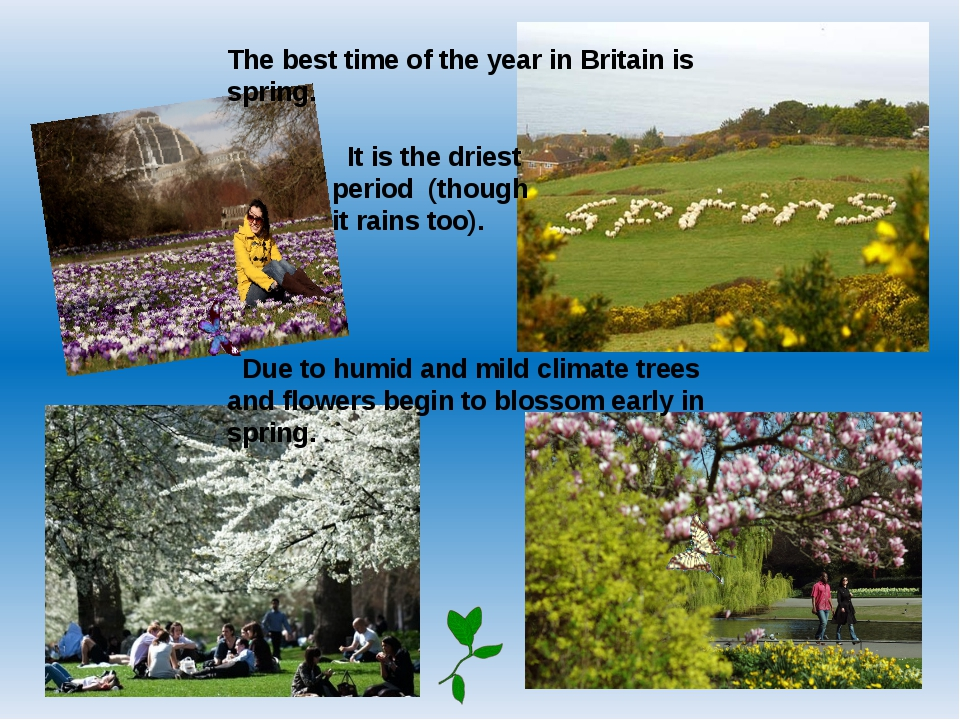 The best time of the year in Britain is
spring.
It is the driest
period (though
it rains too).
SPrinG
Due to humid and mild climate trees
and flowers begin to blossom early in
spring.